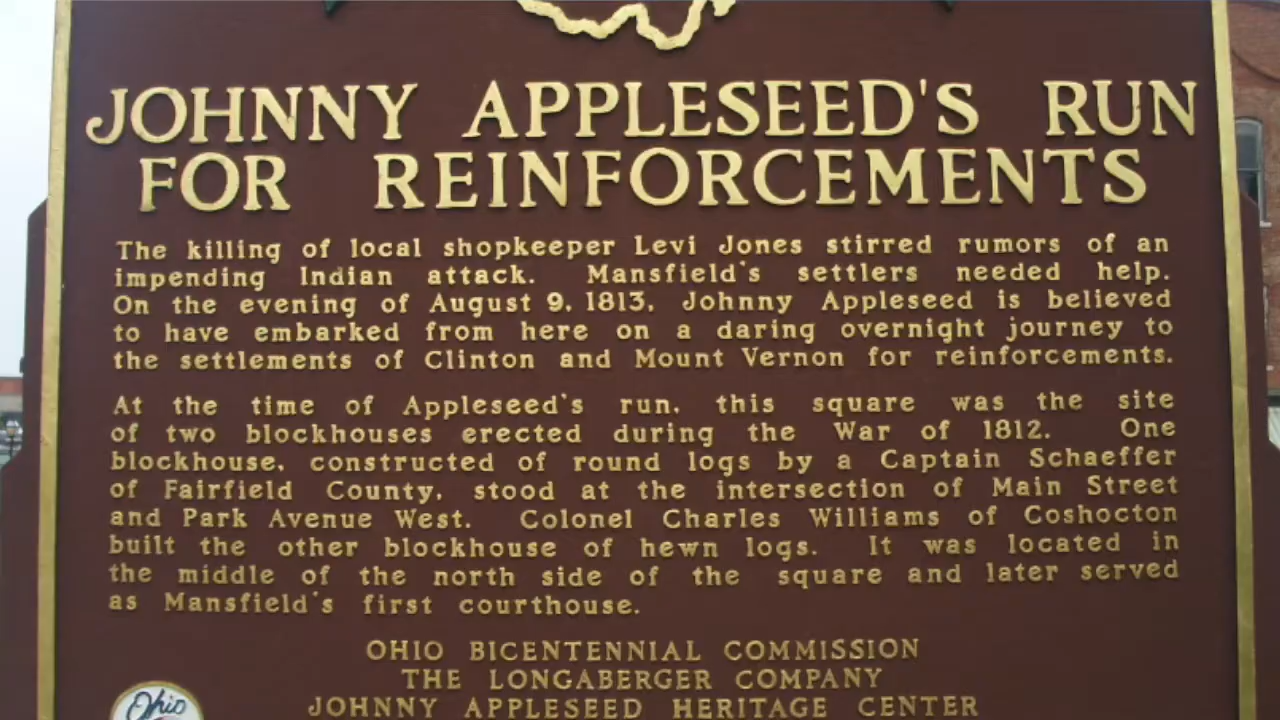 JOHNNY APPLESEED'S RUN
FOR REINFORCEMENTS
The killing of local shopkeeper Levi Jones stirred rumors of an
impending Indian attack. Mansfield's settlers needed help.
On the evening of August 9, 1813, Johnny Appleseed is believed
to have embarked from here on a daring overnight journey to
the settlements of Clinton and Mount Vernon for reinforcements.
At the time of Appleseed's run, this square was the site
of two blockhouses erected during the War of 1812. One
blockhouse, constructed of round logs by a Captain Schaeffer
of Fairfield County, stood at the intersection of Main Street
and Park Avenue West. Colonel Charles Williams of Coshocton
built the other blockhouse of hewn logs. It was located in
the middle of the north side of the square and later served
as Mansfield's first courthouse.
OHIO BICENTENNIAL COMMISSION
THE LONGABERGER COMPANY
JOHNNY APPLESEED HERITAGE CENTER
Ohio